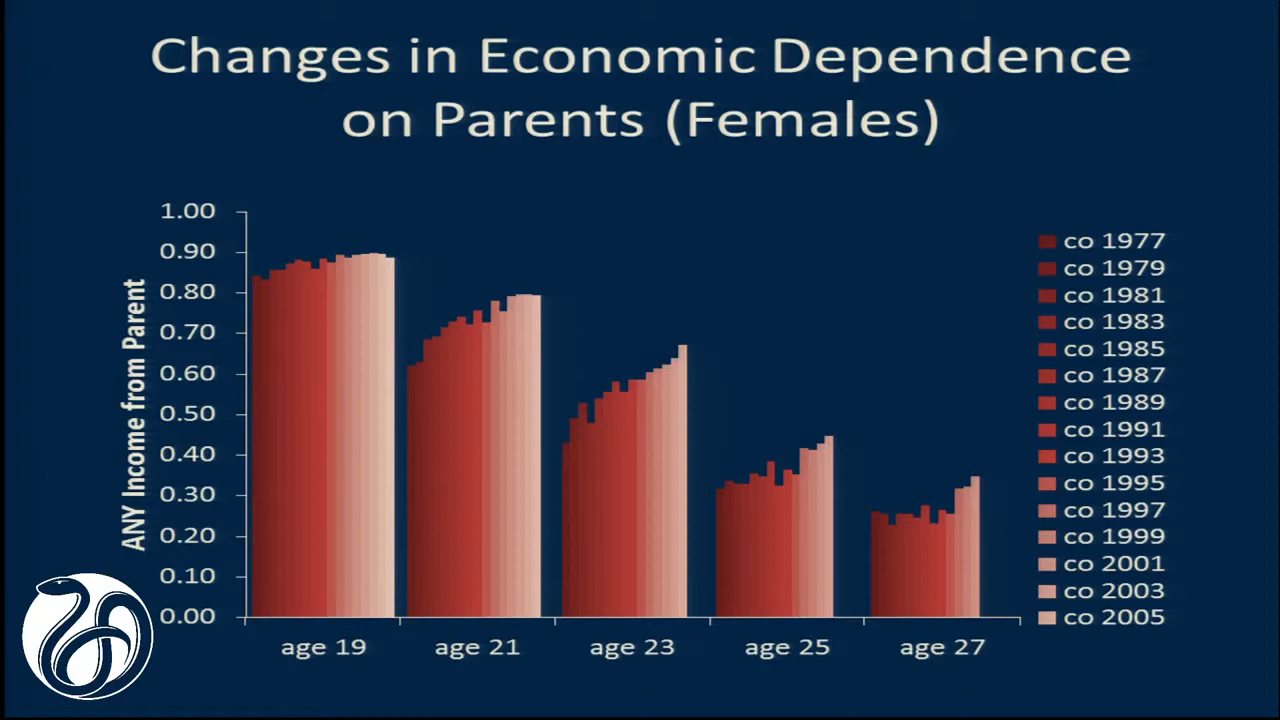 Changes in Economic Dependence
on Parents (Females)
ANY Income from Parent
1.00
0.90
0.80
0.70
0.60
0.50
0.40
0.30
0.20
0.10
0.00
age 19
age 21
age 23
age 25
age 27
co 1977
co 1979
co 1981
co 1983
co 1985
co 1987
co 1989
co 1991
co 1993
co 1995
co 1997
co 1999
co 2001
co 2003
co 2005